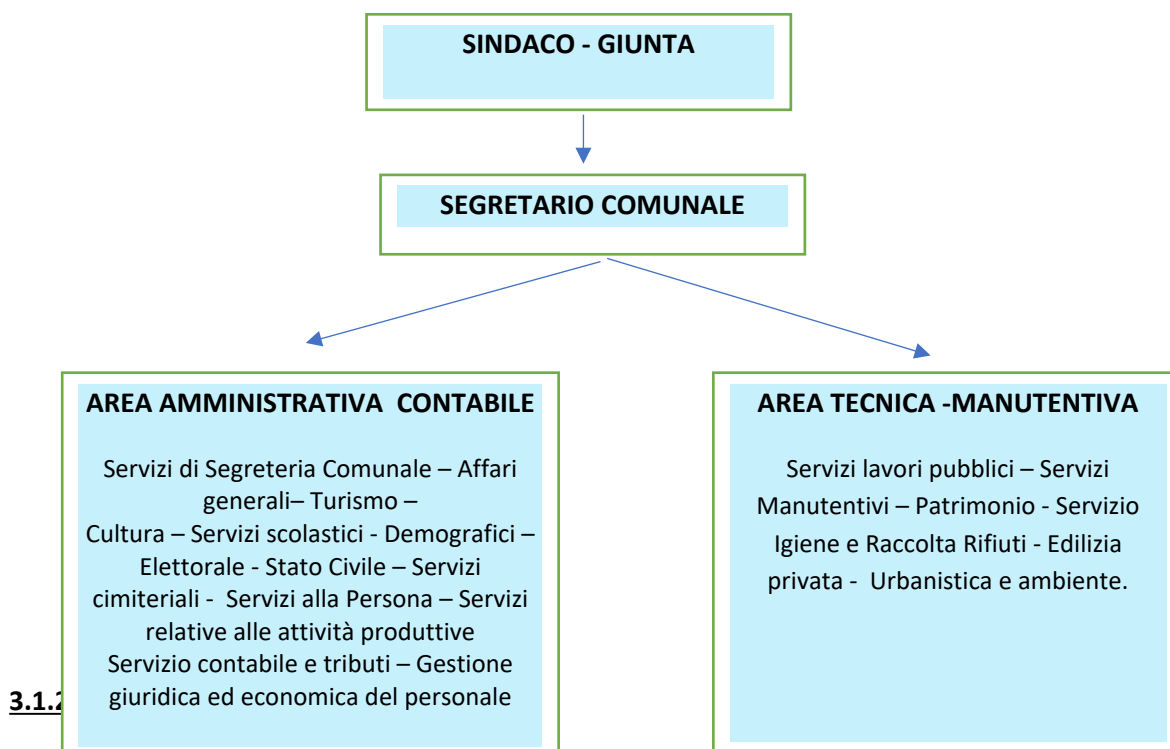 SINDACO - GIUNTA
SEGRETARIO COMUNALE
AREA AMMINISTRATIVA  CONTABILE
Servizi di Segreteria Comunale – Affari
generali– Turismo –
Cultura – Servizi scolastici - Demografici –
Elettorale - Stato Civile – Servizi
cimiteriali -  Servizi alla Persona – Servizi
relative alle attività produttive
Servizio contabile e tributi – Gestione
giuridica ed economica del personale
AREA TECNICA -MANUTENTIVA
Servizi lavori pubblici – Servizi
Manutentivi – Patrimonio - Servizio
Igiene e Raccolta Rifiuti - Edilizia
privata -  Urbanistica e ambiente.
3.1.2